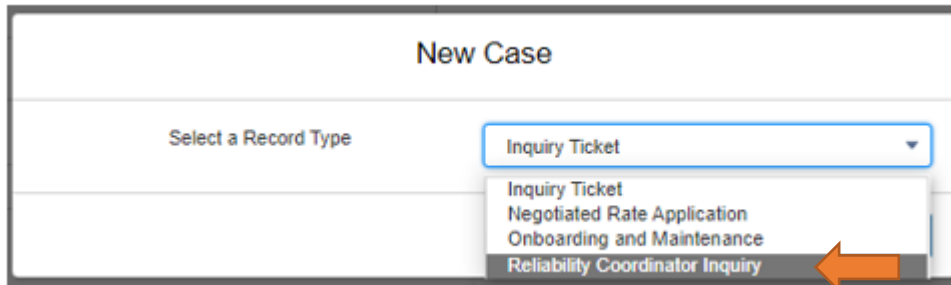 New Case
Select a Record Type
Inquiry Ticket
Inquiry Ticket
Negotiated Rate Application
Onboarding and Maintenance
Reliability Coordinator Inquiry